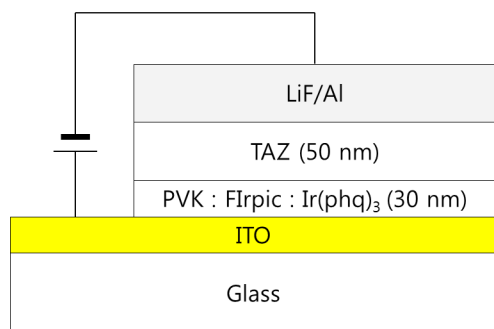 LiF/Al
TAZ (50 nm)
PVK : FIrpic : Ir(phq)₃ (30 nm)
ITO
Glass